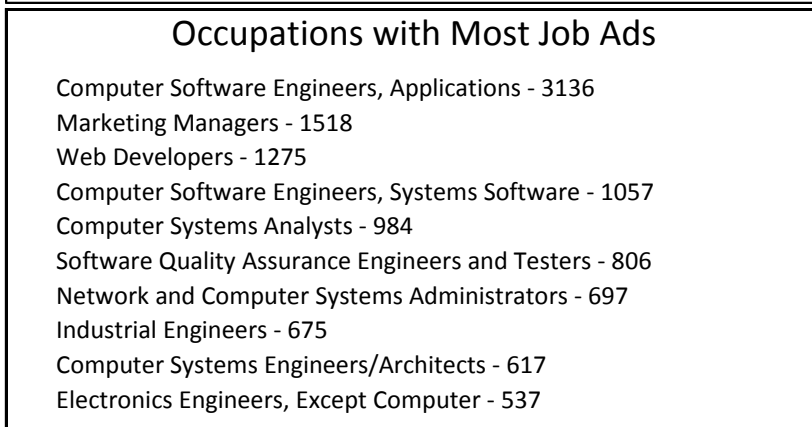 Occupations with Most Job Ads
Computer Software Engineers, Applications - 3136
Marketing Managers - 1518
Web Developers - 1275
Computer Software Engineers, Systems Software - 1057
Computer Systems Analysts - 984
Software Quality Assurance Engineers and Testers - 806
Network and Computer Systems Administrators - 697
Industrial Engineers - 675
Computer Systems Engineers/Architects - 617
Electronics Engineers, Except Computer - 537